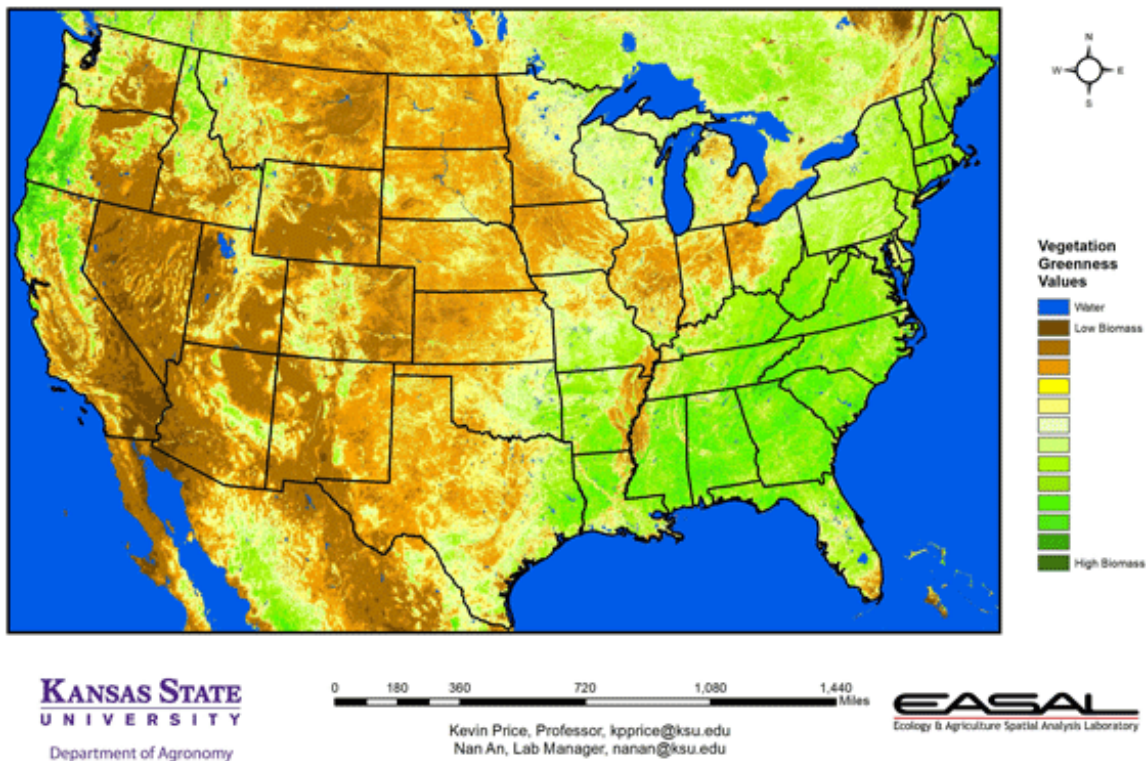 N
W E
S
Vegetation
Greenness
Values
Water
Low Biomass
High Biomass
KANSAS STATE
UNIVERSITY
Department of Agronomy
0 180 360 720 1,080 1,440
Miles
Kevin Price, Professor, kpprice@ksu.edu
Nan An, Lab Manager, nanan@ksu.edu
EASAL
Ecology & Agriculture Spatial Analysis Laboratory